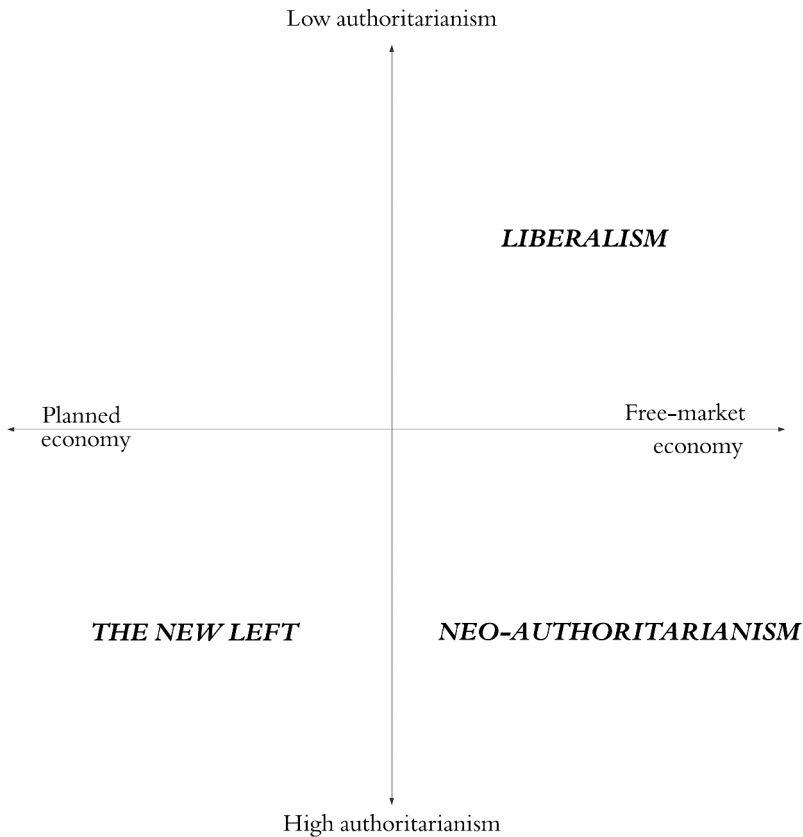 Low authoritarianism
LIBERALISM
Planned
economy
Free-market
economy
THE NEW LEFT
NEO-AUTHORITARIANISM
High authoritarianism